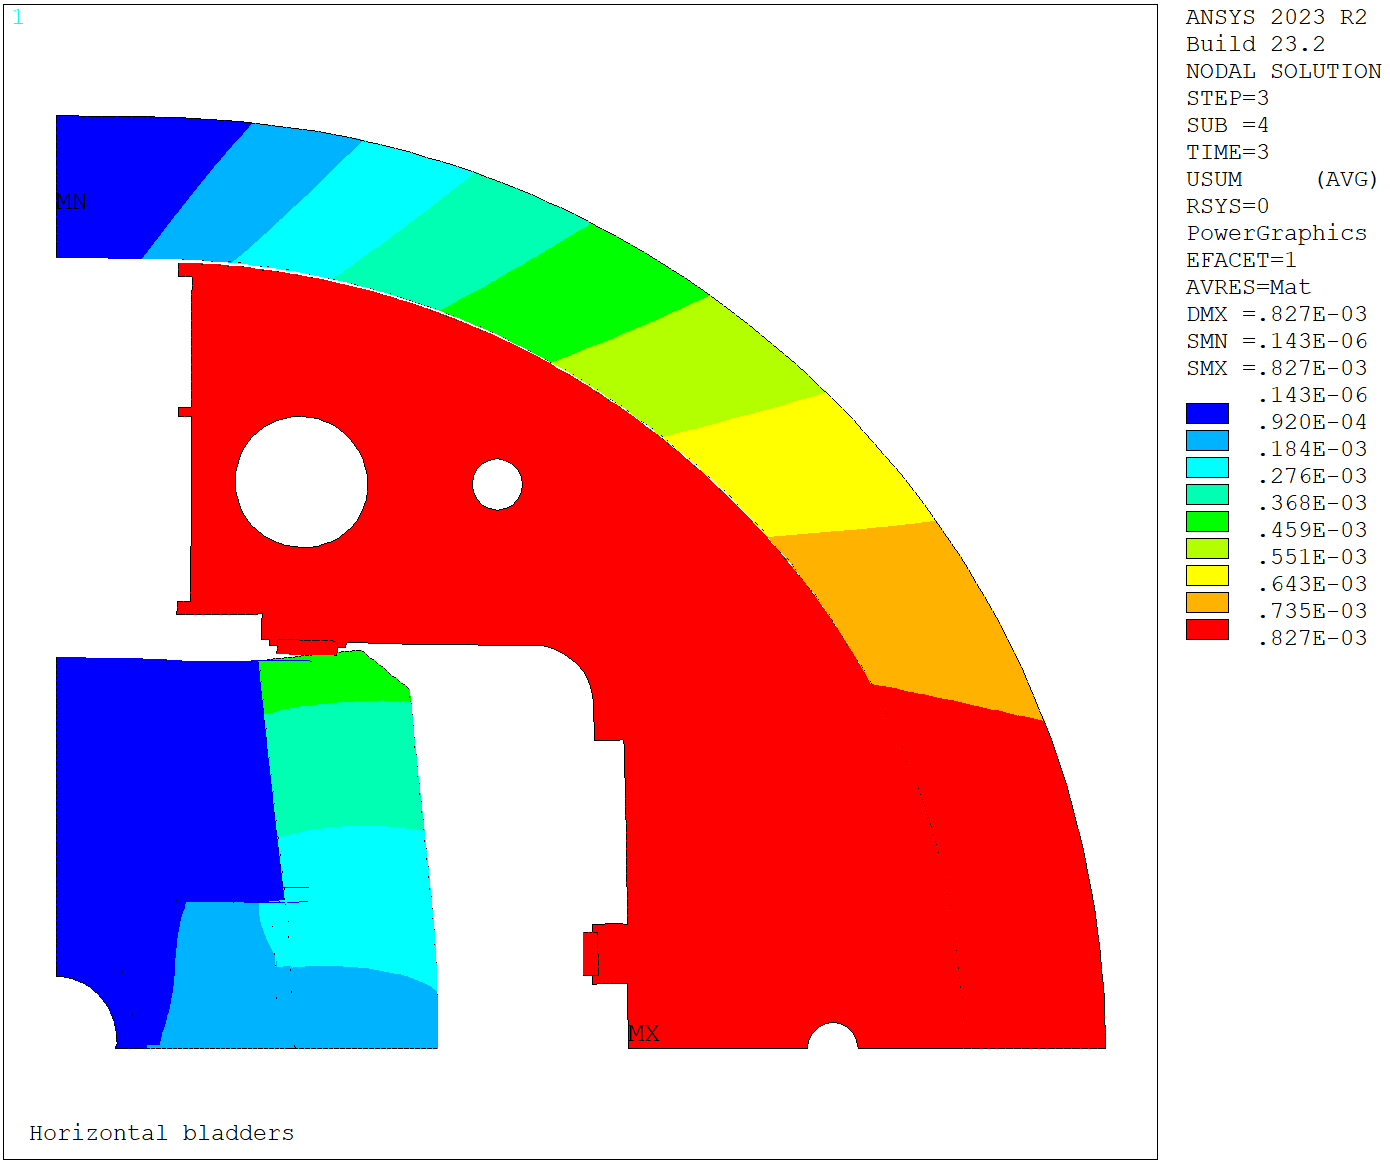 1
ANSYS 2023 R2
Build 23.2
NODAL SOLUTION
STEP=3
SUB =4
TIME=3
USUM (AVG)
RSYS=0
PowerGraphics
EFACET=1
AVRES=Mat
DMX =.827E-03
SMN =.143E-06
SMX =.827E-03
.143E-06
.920E-04
.184E-03
.276E-03
.368E-03
.459E-03
.551E-03
.643E-03
.735E-03
.827E-03
MN
MX
Horizontal bladders